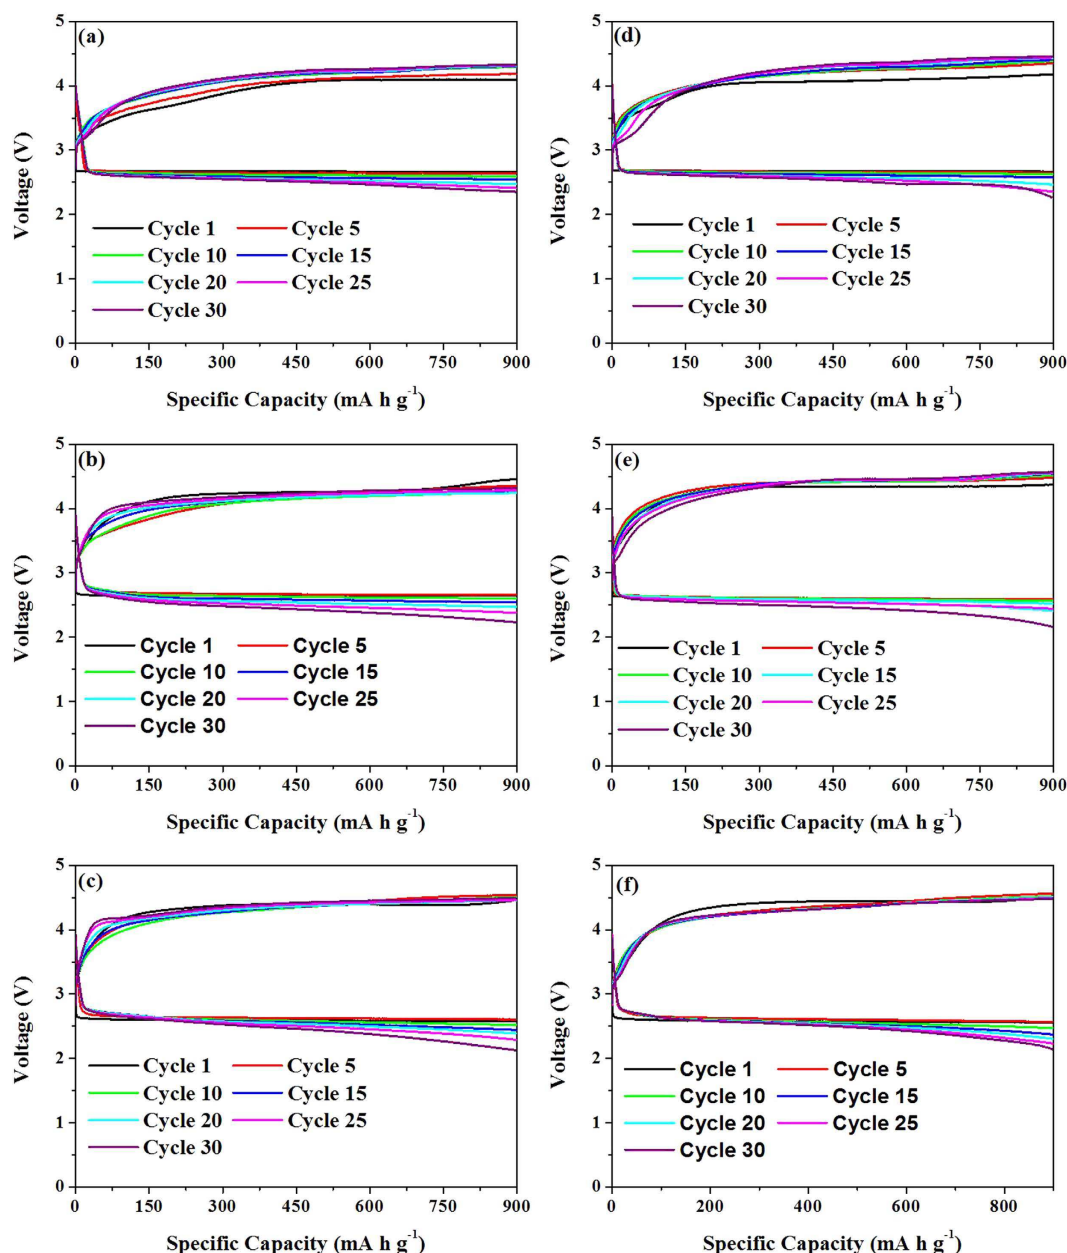 (a)
5
4
3
2
1
0
Voltage (V)
Cycle 1 Cycle 5
Cycle 10 Cycle 15
Cycle 20 Cycle 25
Cycle 30
0 150 300 450 600 750 900
Specific Capacity (mA h g⁻¹)
(d)
5
4
3
2
1
0
Voltage (V)
Cycle 1 Cycle 5
Cycle 10 Cycle 15
Cycle 20 Cycle 25
Cycle 30
0 150 300 450 600 750 900
Specific Capacity (mA h g⁻¹)
(b)
5
4
3
2
1
0
Voltage (V)
Cycle 1 Cycle 5
Cycle 10 Cycle 15
Cycle 20 Cycle 25
Cycle 30
0 150 300 450 600 750 900
Specific Capacity (mA h g⁻¹)
(e)
5
4
3
2
1
0
Voltage (V)
Cycle 1 Cycle 5
Cycle 10 Cycle 15
Cycle 20 Cycle 25
Cycle 30
0 150 300 450 600 750 900
Specific Capacity (mA h g⁻¹)
(c)
5
4
3
2
1
0
Voltage (V)
Cycle 1 Cycle 5
Cycle 10 Cycle 15
Cycle 20 Cycle 25
Cycle 30
0 150 300 450 600 750 900
Specific Capacity (mA h g⁻¹)
(f)
5
4
3
2
1
0
Voltage (V)
Cycle 1 Cycle 5
Cycle 10 Cycle 15
Cycle 20 Cycle 25
Cycle 30
0 200 400 600 800
Specific Capacity (mA h g⁻¹)